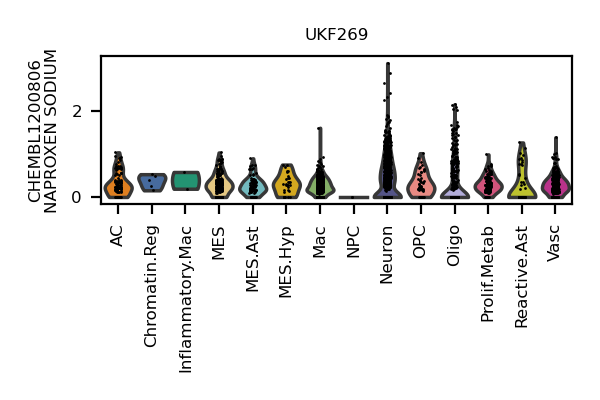 UKF269
CHEMBL1200806
NAPROXEN SODIUM
2
0
AC
Chromatin.Reg
Inflammatory.Mac
MES
MES.Ast
MES.Hyp
Mac
NPC
Neuron
OPC
Oligo
Prolif.Metab
Reactive.Ast
Vasc